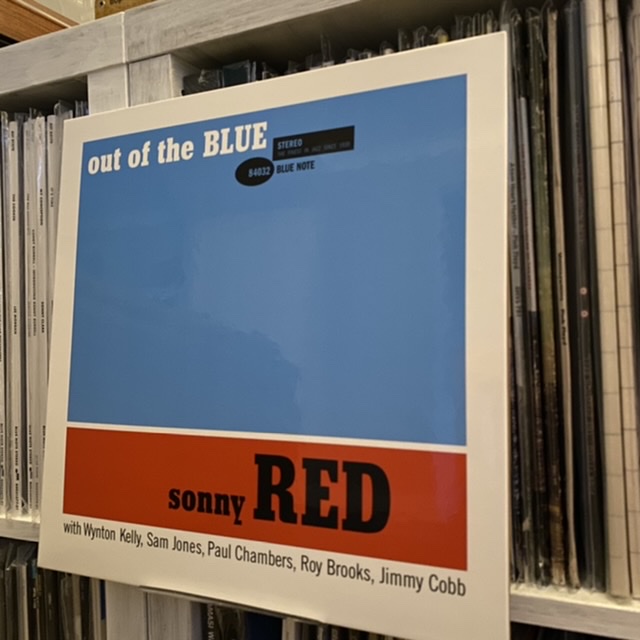 out of the BLUE
STEREO
THE FINEST IN JAZZ SINCE 1939
84032 BLUE NOTE
sonny RED
with Wynton Kelly, Sam Jones, Paul Chambers, Roy Brooks, Jimmy Cobb